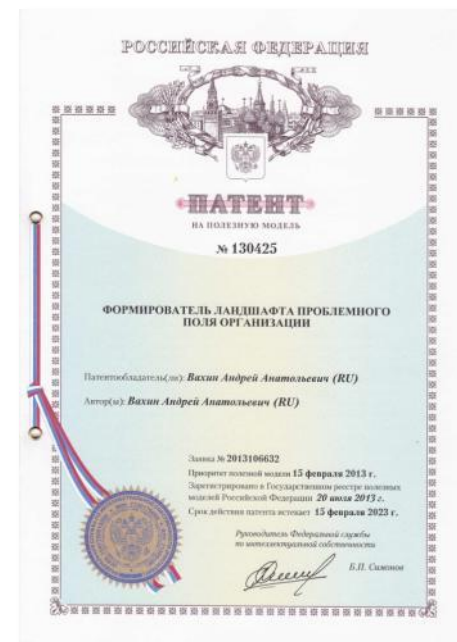 РОССИЙСКАЯ ФЕДЕРАЦИЯ
ПАТЕНТ
НА ПОЛЕЗНУЮ МОДЕЛЬ
№ 130425
ФОРМИРОВАТЕЛЬ ЛАНДШАФТА ПРОБЛЕМНОГО
ПОЛЯ ОРГАНИЗАЦИИ
Патентообладатель(ли): Вахин Андрей Анатольевич (RU)
Автор(ы): Вахин Андрей Анатольевич (RU)
Заявка № 2013106632
Приоритет полезной модели 15 февраля 2013 г.
Зарегистрировано в Государственном реестре полезных
моделей Российской Федерации 20 июля 2013 г.
Срок действия патента истекает 15 февраля 2023 г.
Руководитель Федеральной службы
по интеллектуальной собственности
Б.П. Симонов